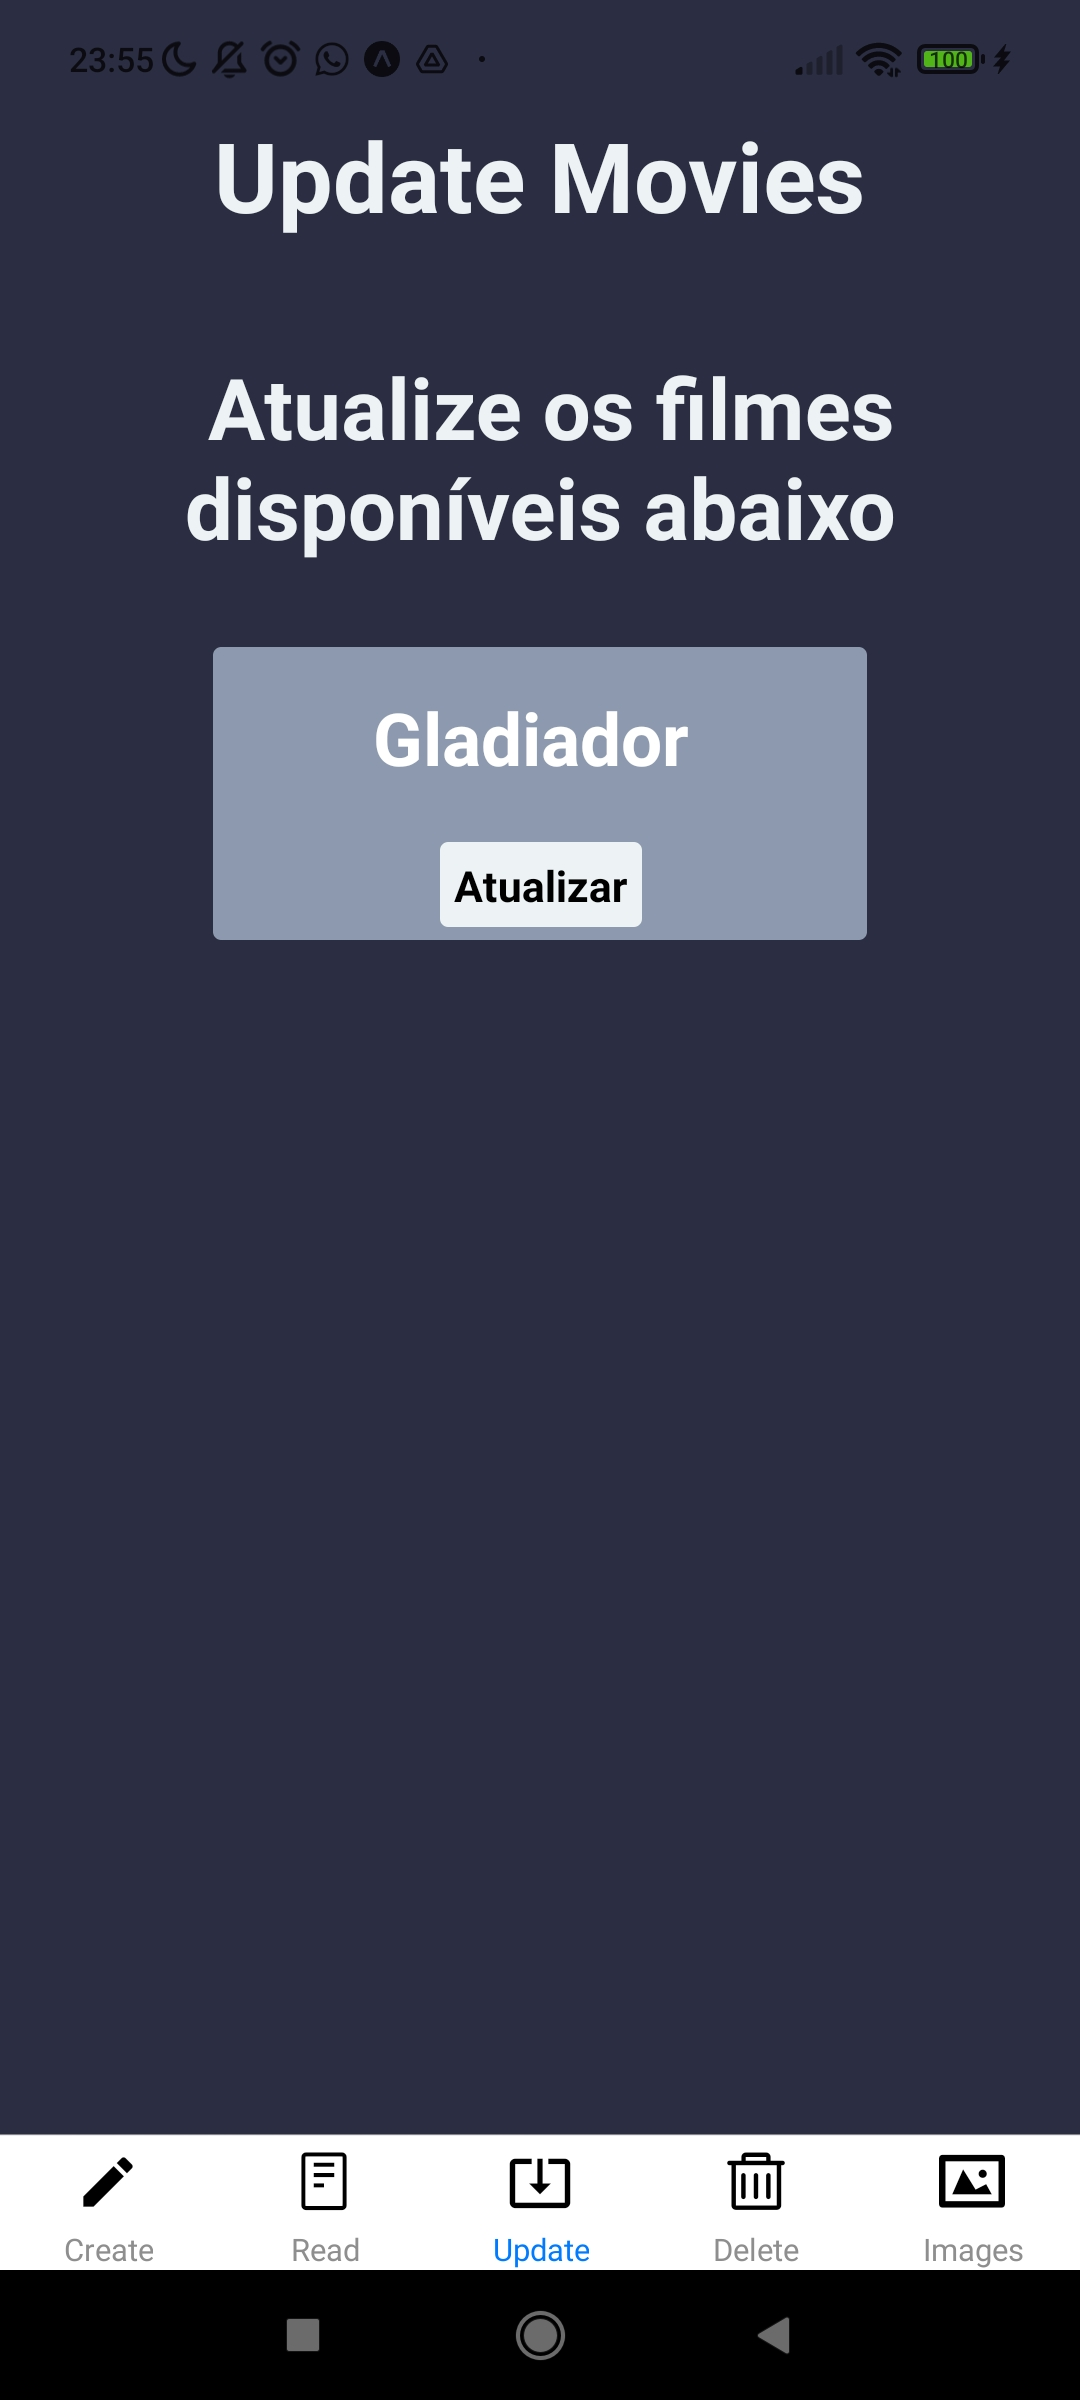 23:55
100
Update Movies
Atualize os filmes
disponíveis abaixo
Gladiador
Atualizar
Create
Read
Update
Delete
Images